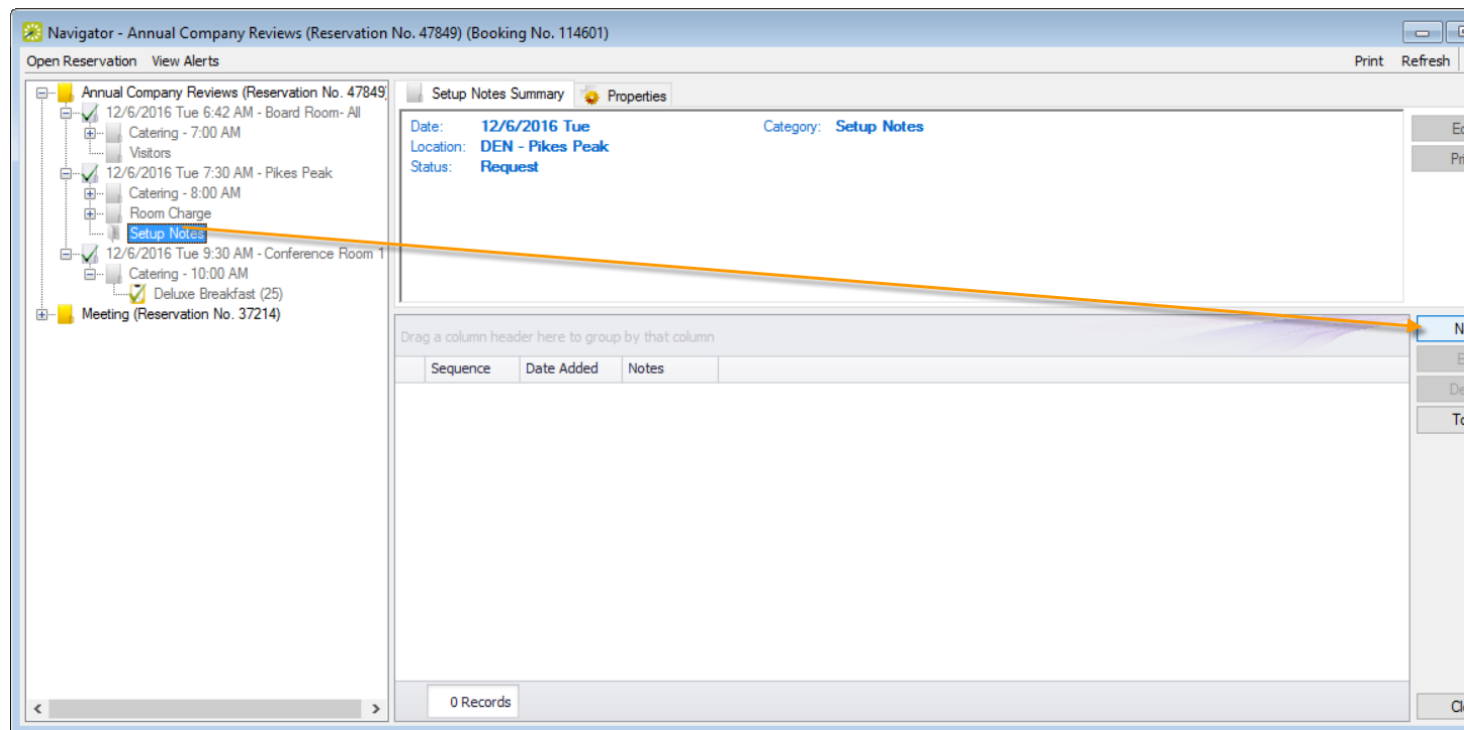 Navigator - Annual Company Reviews (Reservation No. 47849) (Booking No. 114601)
Open Reservation View Alerts Print Refresh
Annual Company Reviews (Reservation No. 47849)
12/6/2016 Tue 6:42 AM - Board Room- All
Catering - 7:00 AM
Visitors
12/6/2016 Tue 7:30 AM - Pikes Peak
Catering - 8:00 AM
Room Charge
Setup Notes
12/6/2016 Tue 9:30 AM - Conference Room 1
Catering - 10:00 AM
Deluxe Breakfast (25)
Meeting (Reservation No. 37214)
Setup Notes Summary Properties
Date: 12/6/2016 Tue Category: Setup Notes
Location: DEN - Pikes Peak
Status: Request
Drag a column header here to group by that column
Sequence Date Added Notes
0 Records